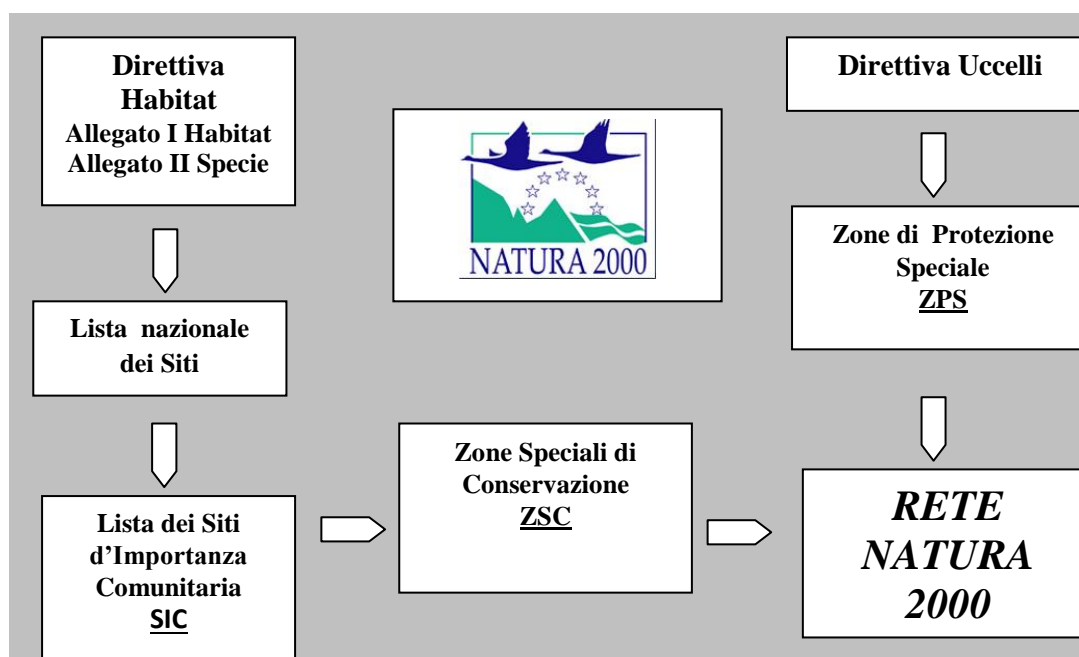 Direttiva
Habitat
Allegato I Habitat
Allegato II Specie
Lista nazionale
dei Siti
Lista dei Siti
d’Importanza
Comunitaria
SIC
NATURA 2000
Zone Speciali di
Conservazione
ZSC
Direttiva Uccelli
Zone di Protezione
Speciale
ZPS
RETE
NATURA
2000